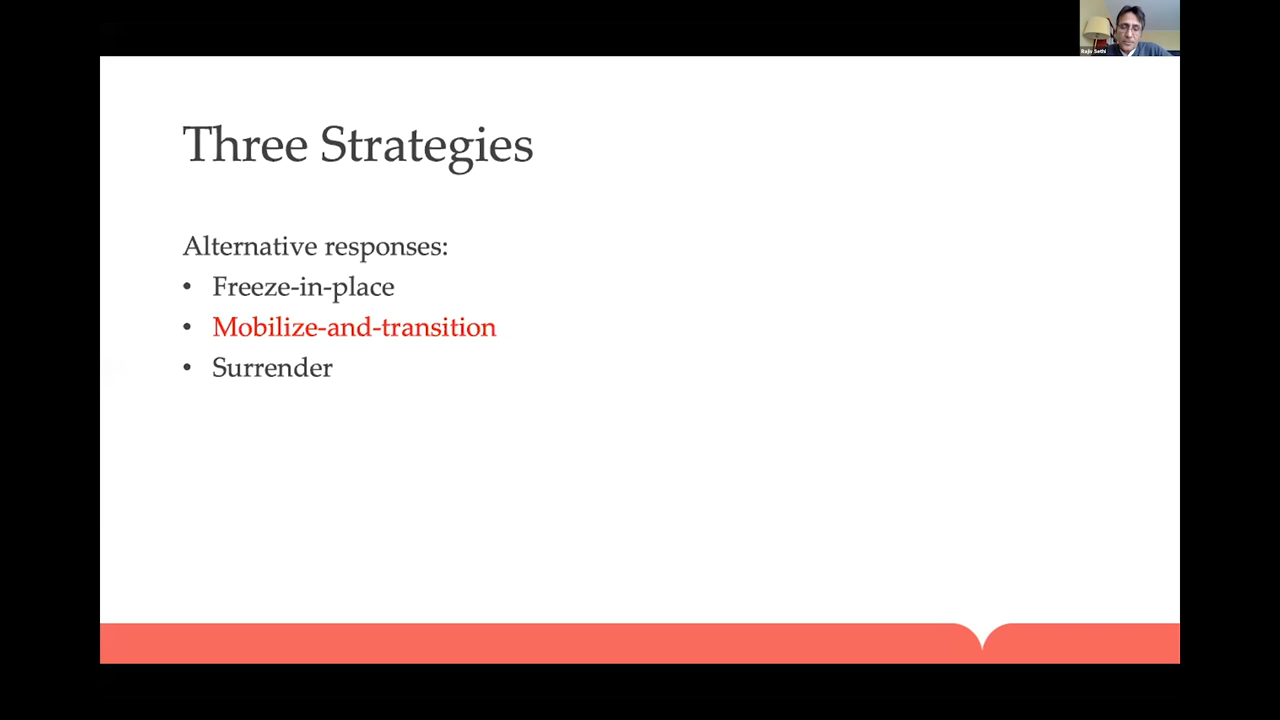 Rajiv Sethi
Three Strategies
Alternative responses:
• Freeze-in-place
• Mobilize-and-transition
• Surrender